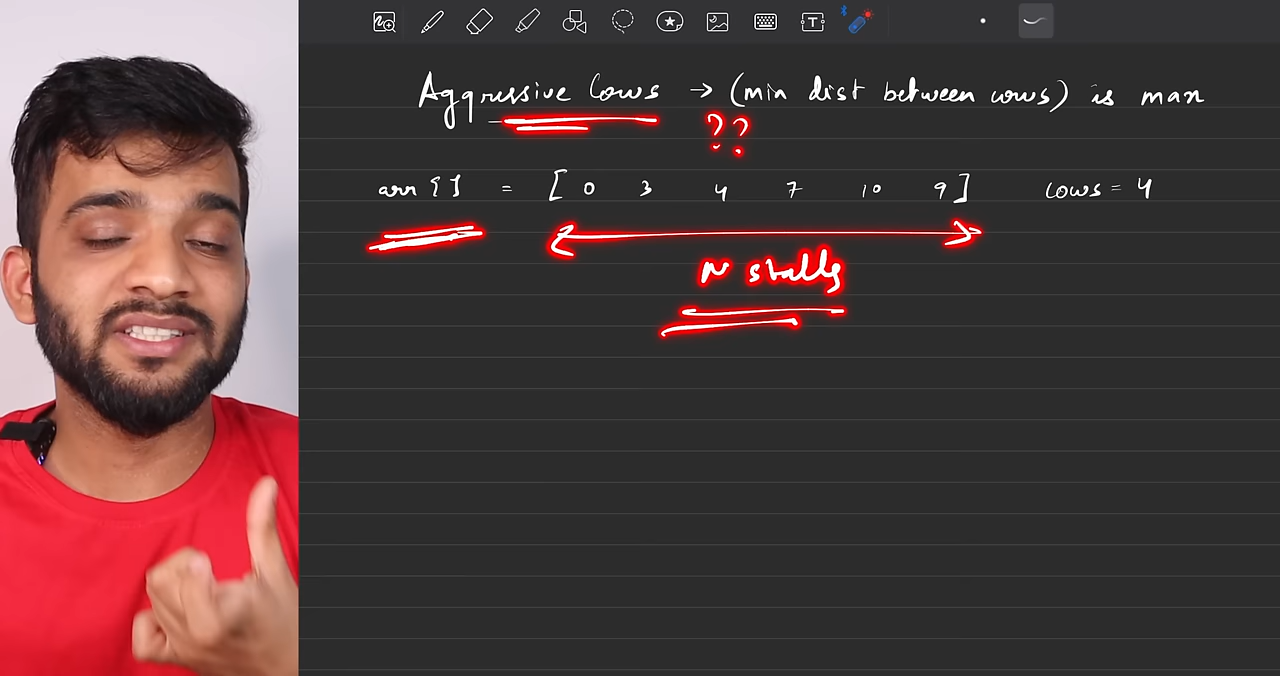 Aggressive Cows → (min dist between cows) is max
??
arr [ ] = [ 0 3 4 7 10 9 ] cows = 4
N stalls